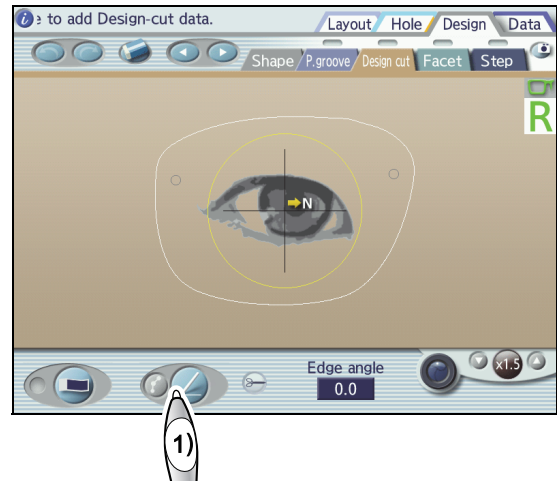 e to add Design-cut data.
Layout Hole Design Data
Shape P.groove Design cut Facet Step
R
N
Edge angle
0.0
x1.5
1)